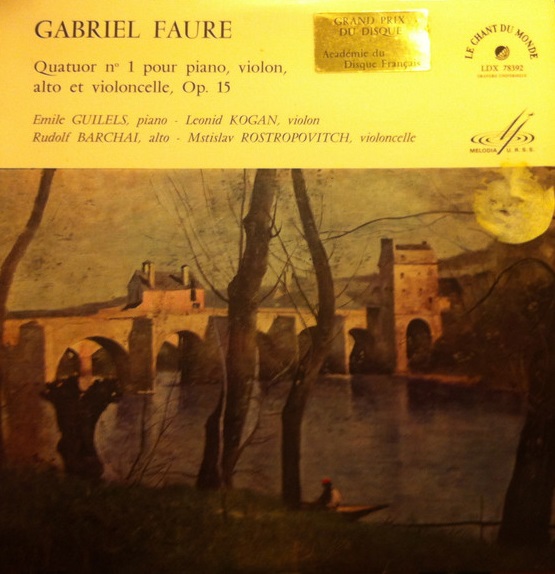 GABRIEL FAURE
Quatuor nº 1 pour piano, violon,
alto et violoncelle, Op. 15
Emile GUILELS, piano - Leonid KOGAN, violon
Rudolf BARCHAI, alto - Mstislav ROSTROPOVITCH, violoncelle
GRAND PRIX
DU DISQUE
Académie du
Disque Français
LE CHANT DU MONDE
LDX 78392
MELODIA U.R.S.S.